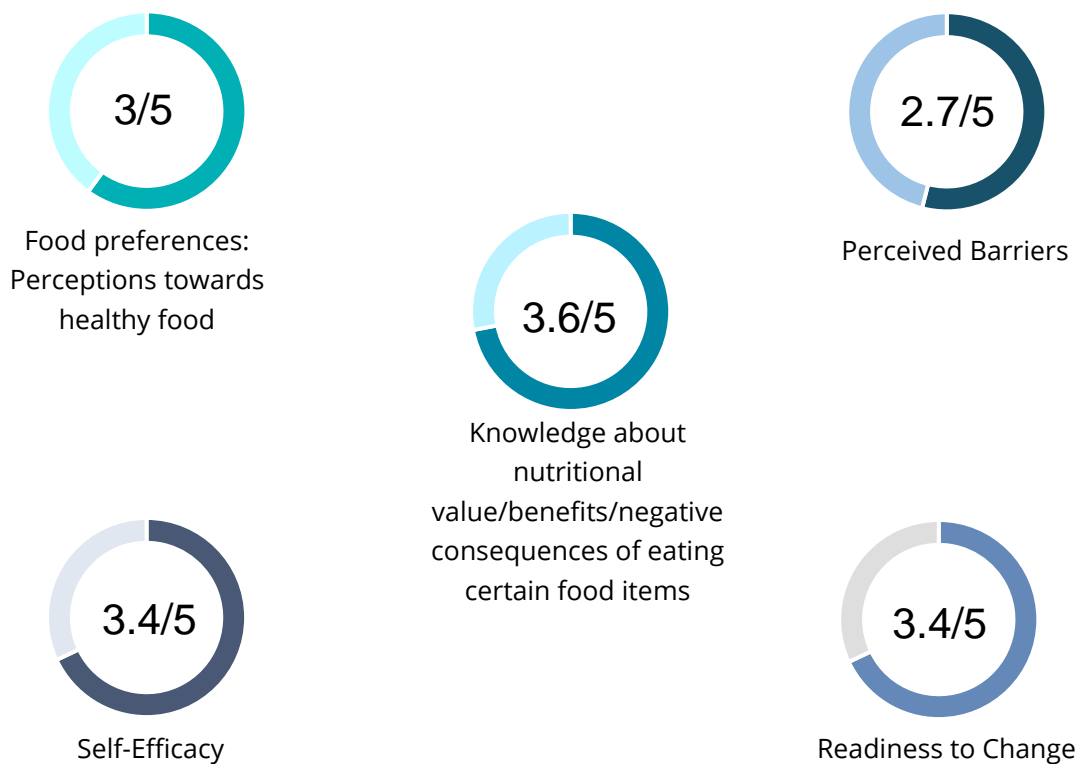 3/5
Food preferences:
Perceptions towards
healthy food
2.7/5
Perceived Barriers
3.6/5
Knowledge about
nutritional
value/benefits/negative
consequences of eating
certain food items
3.4/5
Self-Efficacy
3.4/5
Readiness to Change